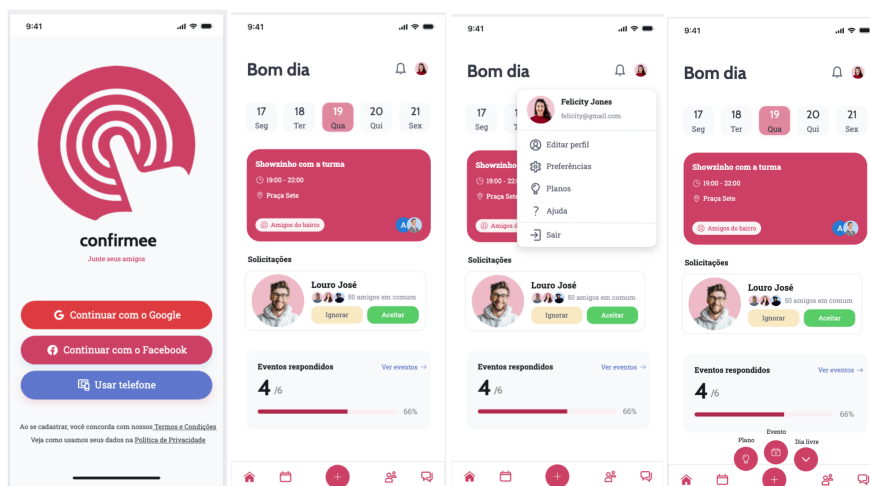 9:41
confirmee
Junte seus amigos
G Continuar com o Google
Continuar com o Facebook
Usar telefone
Ao se cadastrar, você concorda com nossos Termos e Condições
Veja como usamos seus dados na Política de Privacidade
9:41
Bom dia
17 18 19 20 21
Seg Ter Qua Qui Sex
Showzinho com a turma
19:00 - 22:00
Praça Sete
Amigos do bairro
A
Solicitações
Louro José
50 amigos em comum
Ignorar Aceitar
Eventos respondidos Ver eventos →
4 /6
66%
9:41
Bom dia
Felicity Jones
felicity@gmail.com
Editar perfil
Preferências
Planos
? Ajuda
Sair
17 1
Seg T
Showzinho
19:00 - 22:
Praça Sete
Amigos d
Solicitações
Louro José
50 amigos em comum
Ignorar Aceitar
Eventos respondidos Ver eventos →
4 /6
66%
9:41
Bom dia
17 18 19 20 21
Seg Ter Qua Qui Sex
Showzinho com a turma
19:00 - 22:00
Praça Sete
Amigos do bairro
A
Solicitações
Louro José
50 amigos em comum
Ignorar Aceitar
Eventos respondidos Ver eventos →
4 /6
66%
Evento
Plano Dia livre